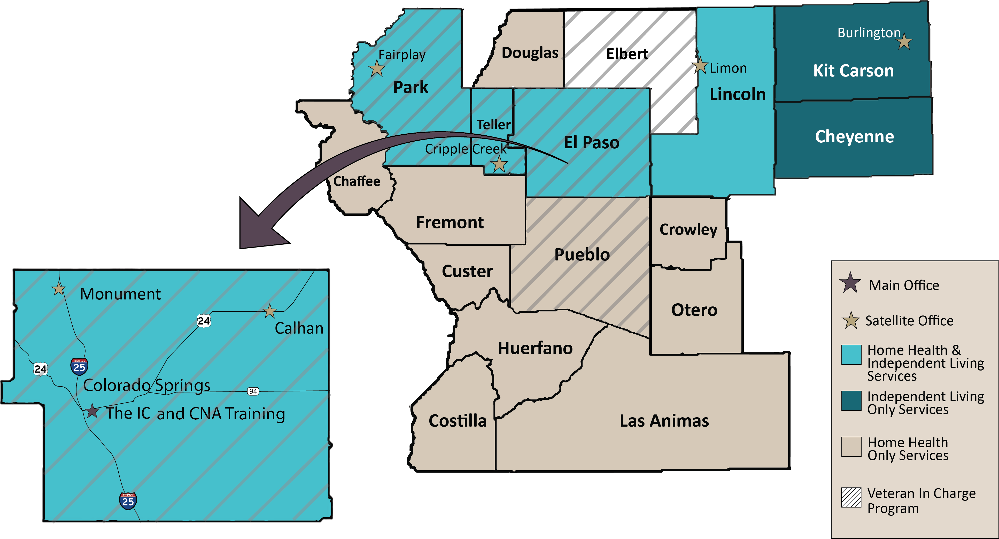 Fairplay
Park
Douglas
Elbert
Limon
Lincoln
Burlington
Kit Carson
Cheyenne
Teller
Cripple Creek
El Paso
Chaffee
Fremont
Crowley
Pueblo
Custer
Otero
Huerfano
Costilla
Las Animas
Monument
24
Calhan
24
INTERSTATE
25
Colorado Springs
94
The IC and CNA Training
INTERSTATE
25
Main Office
Satellite Office
Home Health &
Independent Living
Services
Independent Living
Only Services
Home Health
Only Services
Veteran In Charge
Program